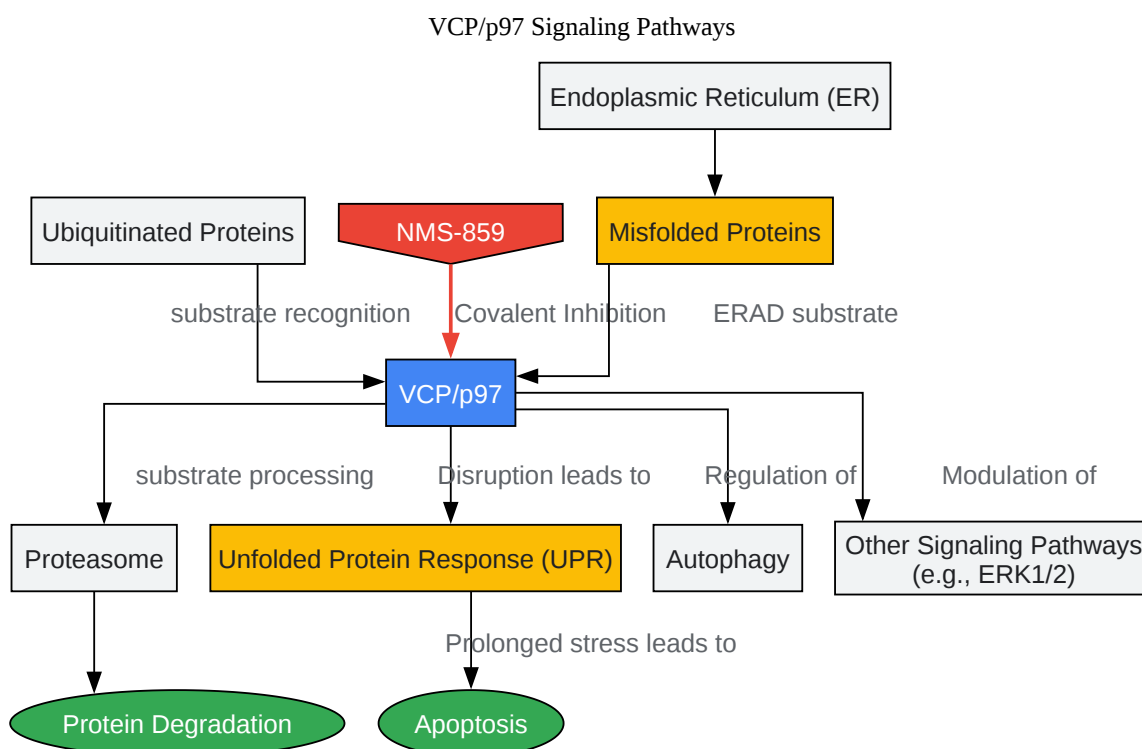 VCP/p97 Signaling Pathways
Endoplasmic Reticulum (ER)
Ubiquitinated Proteins
NMS-859
Misfolded Proteins
substrate recognition
Covalent Inhibition
ERAD substrate
VCP/p97
substrate processing
Disruption leads to
Regulation of
Modulation of
Proteasome
Unfolded Protein Response (UPR)
Autophagy
Other Signaling Pathways
(e.g., ERK1/2)
Prolonged stress leads to
Protein Degradation
Apoptosis